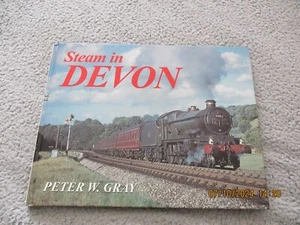 Steam in
DEVON
PETER W. GRAY